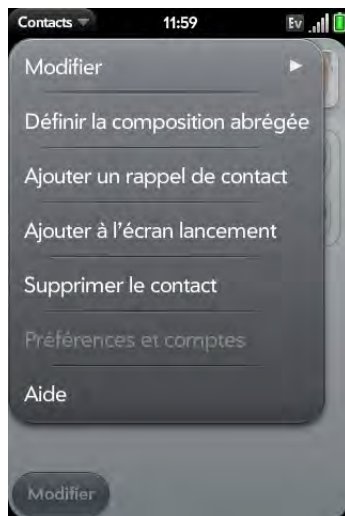 Contacts 11:59 Ev
Modifier
Définir la composition abrégée
Ajouter un rappel de contact
Ajouter à l'écran lancement
Supprimer le contact
Préférences et comptes
Aide
Modifier